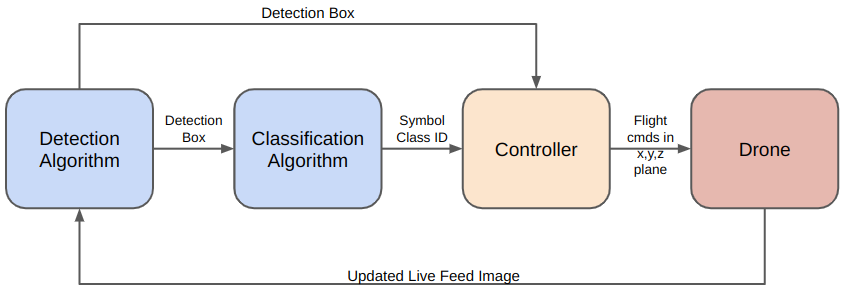 Detection Box
Detection
Algorithm
Detection
Box
Classification
Algorithm
Symbol
Class ID
Controller
Flight
cmds in
x,y,z
plane
Drone
Updated Live Feed Image